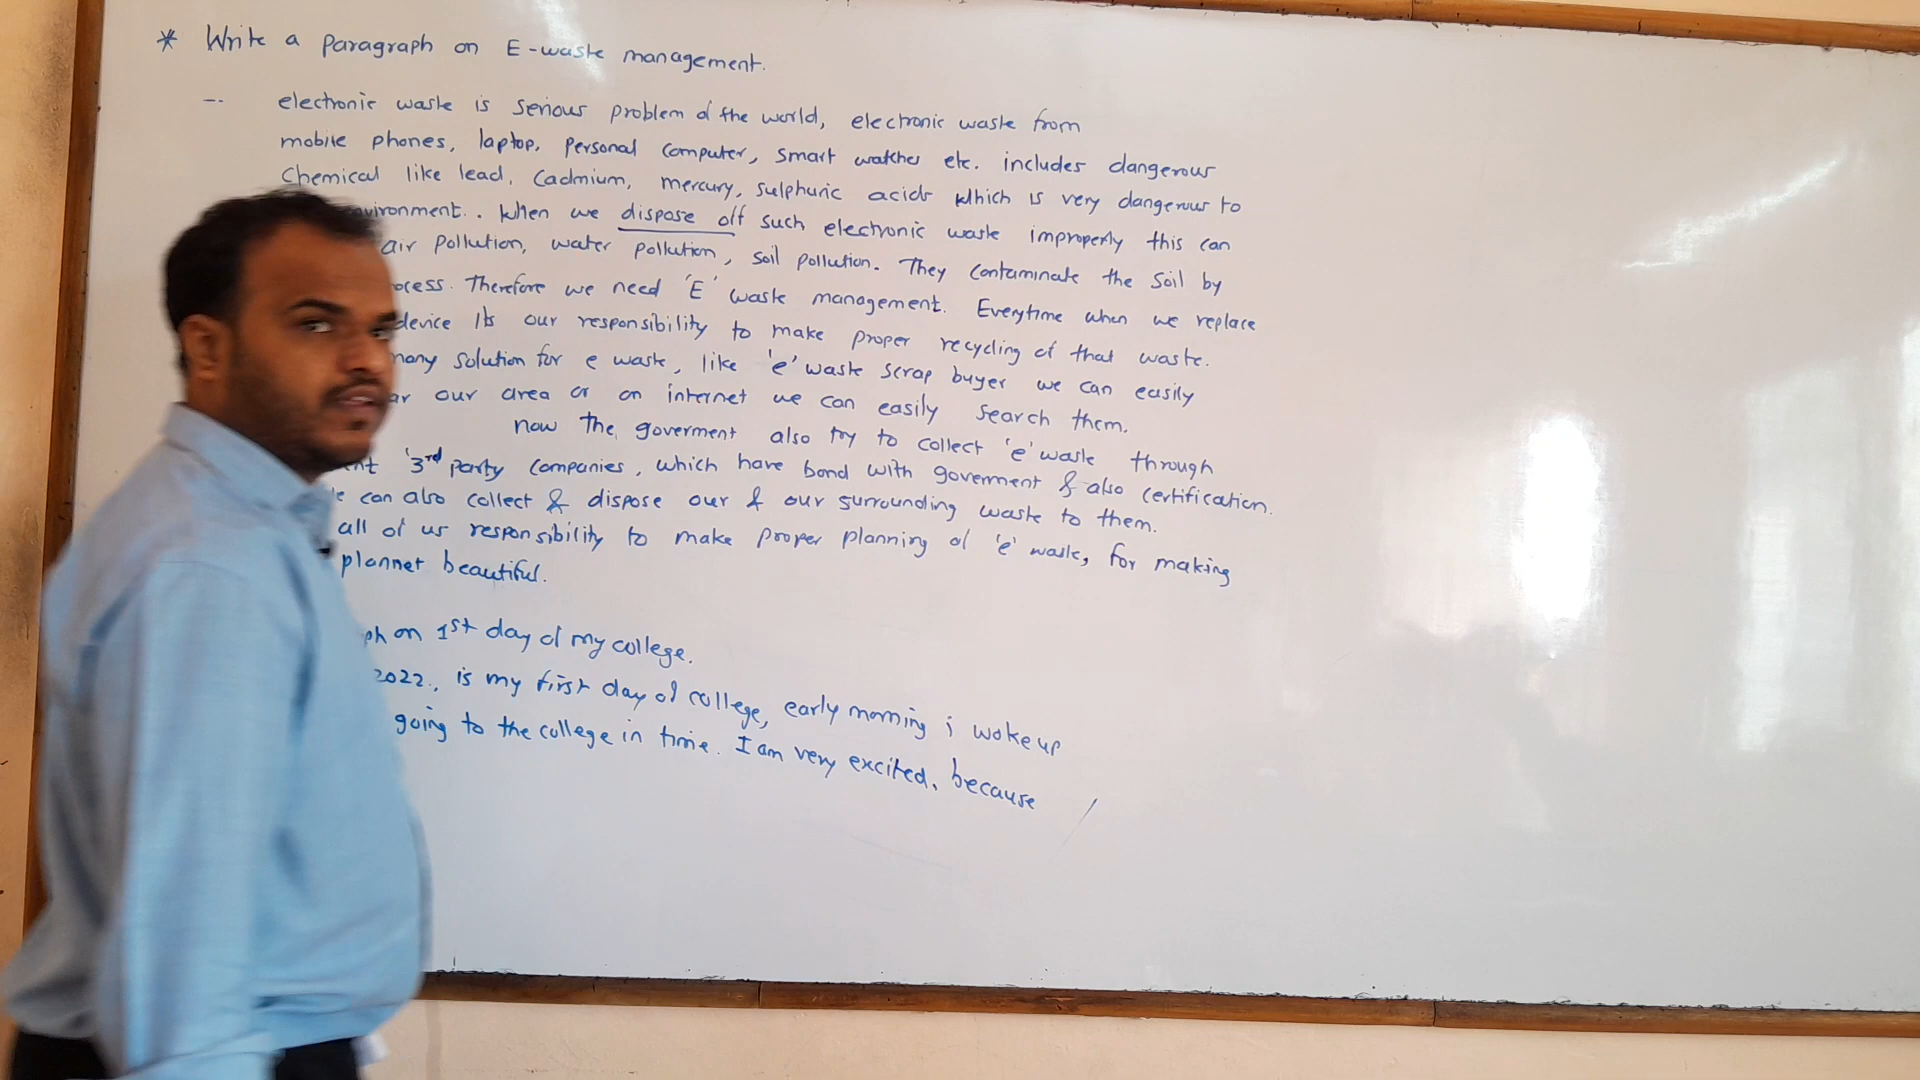 * Write a paragraph on E-waste management.
-- electronic waste is serious problem of the world, electronic waste from
mobile phones, laptop, personal computer, smart watches etc. includes dangerous
chemical like lead, cadmium, mercury, sulphuric acids which is very dangerous to
vironment.. When we dispose off such electronic waste improperly this can
air pollution, water pollution, soil pollution. They contaminate the soil by
ocess. Therefore we need 'E' waste management. Everytime when we replace
device Its our responsibility to make proper recycling of that waste.
many solution for e waste, like 'e' waste scrap buyer we can easily
ar our area or on internet we can easily search them.
now the goverment also try to collect 'e' waste through
nt '3rd party companies, which have bond with goverment & also certification.
e can also collect & dispose our & our surrounding waste to them.
all of us responsibility to make proper planning of 'e' waste, for making
plannet beautiful.
ph on 1st day of my college.
2022., is my first day of college, early morning i woke up
going to the college in time. I am very excited, because